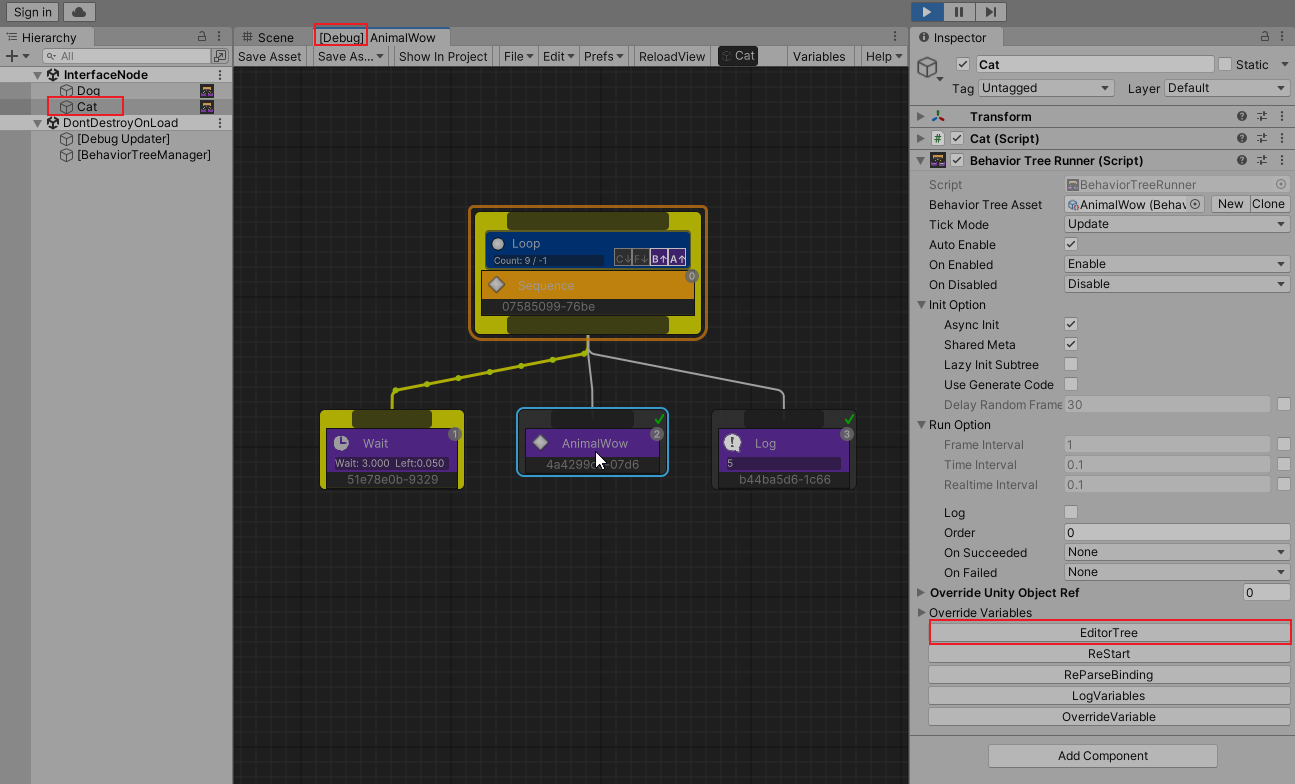 Sign in
Hierarchy
All
InterfaceNode
Dog
Cat
DontDestroyOnLoad
[Debug Updater]
[BehaviorTreeManager]
Scene
[Debug] AnimalWow
Save Asset Save As... Show In Project File Edit Prefs ReloadView Cat Variables Help
Loop
Count: 9 / -1
C↓ F↓ B↑ A↑
0
Sequence
07585099-76be
1
Wait
Wait: 3.000 Left:0.050
51e78e0b-9329
2
AnimalWow
3
Log
5
b44ba5d6-1c66
Inspector
Cat
Static
Tag Untagged Layer Default
Transform
# Cat (Script)
Behavior Tree Runner (Script)
Script BehaviorTreeRunner
Behavior Tree Asset AnimalWow (Behav New Clone
Tick Mode Update
Auto Enable
On Enabled Enable
On Disabled Disable
Init Option
Async Init
Shared Meta
Lazy Init Subtree
Use Generate Code
Delay Random Frame 30
Run Option
Frame Interval 1
Time Interval 0.1
Realtime Interval 0.1
Log
Order 0
On Succeeded None
On Failed None
Override Unity Object Ref 0
Override Variables
EditorTree
ReStart
ReParseBinding
LogVariables
OverrideVariable
Add Component